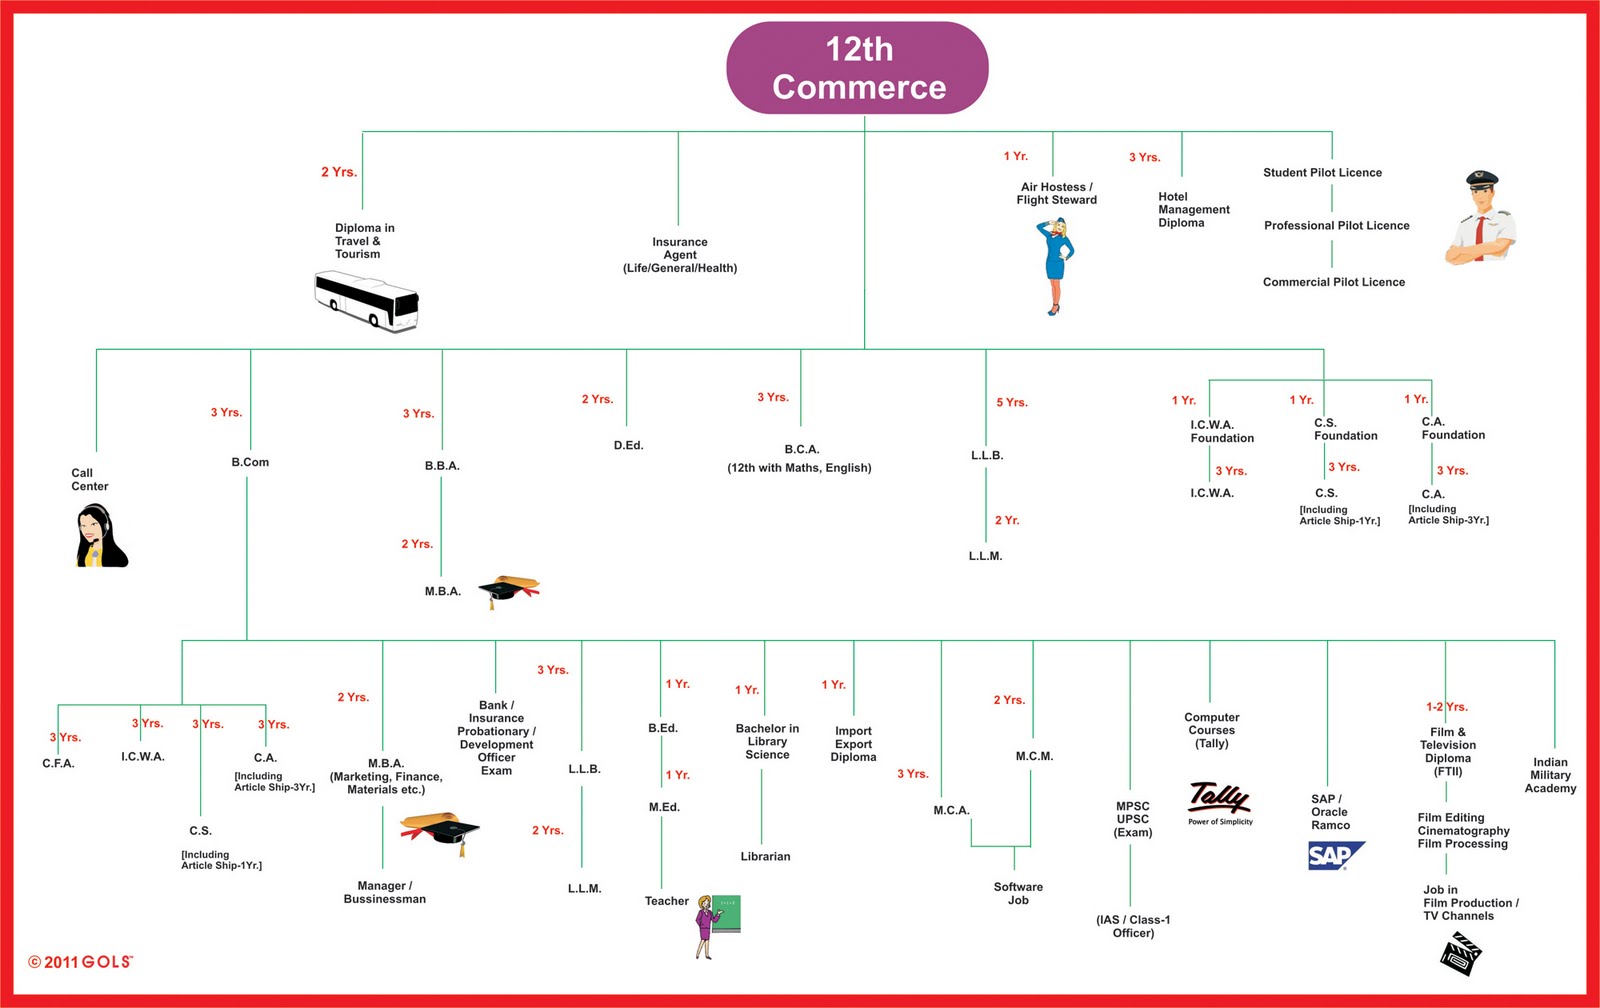 12th
Commerce
2 Yrs.
Diploma in
Travel &
Tourism
Insurance
Agent
(Life/General/Health)
1 Yr.
Air Hostess /
Flight Steward
3 Yrs.
Hotel
Management
Diploma
Student Pilot Licence
Professional Pilot Licence
Commercial Pilot Licence
Call
Center
3 Yrs.
B.Com
3 Yrs.
B.B.A.
2 Yrs.
M.B.A.
2 Yrs.
D.Ed.
3 Yrs.
B.C.A.
(12th with Maths, English)
5 Yrs.
L.L.B.
2 Yr.
L.L.M.
1 Yr.
I.C.W.A.
Foundation
3 Yrs.
I.C.W.A.
1 Yr.
C.S.
Foundation
3 Yrs.
C.S.
[Including
Article Ship-1Yr.]
1 Yr.
C.A.
Foundation
3 Yrs.
C.A.
[Including
Article Ship-3Yr.]
3 Yrs.
C.F.A.
3 Yrs.
I.C.W.A.
3 Yrs.
C.S.
[Including
Article Ship-1Yr.]
3 Yrs.
C.A.
[Including
Article Ship-3Yr.]
2 Yrs.
M.B.A.
(Marketing, Finance,
Materials etc.)
Manager /
Bussinessman
Bank /
Insurance
Probationary /
Development
Officer
Exam
3 Yrs.
L.L.B.
2 Yrs.
L.L.M.
1 Yr.
B.Ed.
1 Yr.
M.Ed.
Teacher
1+1=2
1 Yr.
Bachelor in
Library
Science
Librarian
1 Yr.
Import
Export
Diploma
3 Yrs.
M.C.A.
2 Yrs.
M.C.M.
Software
Job
MPSC
UPSC
(Exam)
(IAS / Class-1
Officer)
Computer
Courses
(Tally)
Tally
Power of Simplicity
SAP /
Oracle
Ramco
SAP
1-2 Yrs.
Film &
Television
Diploma
(FTII)
Film Editing
Cinematography
Film Processing
Job in
Film Production /
TV Channels
Indian
Military
Academy
© 2011 GOLS™